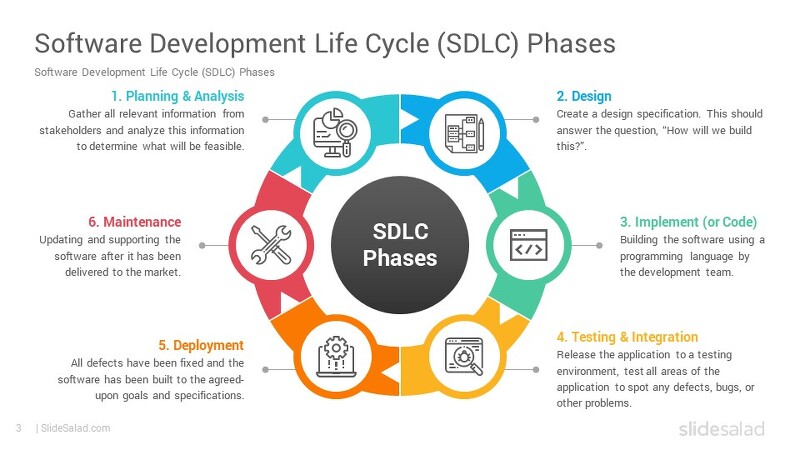 Software Development Life Cycle (SDLC) Phases
Software Development Life Cycle (SDLC) Phases
1. Planning & Analysis
Gather all relevant information from
stakeholders and analyze this information
to determine what will be feasible.
2. Design
Create a design specification. This should
answer the question, “How will we build
this?”.
6. Maintenance
Updating and supporting the
software after it has been
delivered to the market.
SDLC
Phases
</>
3. Implement (or Code)
Building the software using a
programming language by
the development team.
5. Deployment
All defects have been fixed and the
software has been built to the agreed-
upon goals and specifications.
4. Testing & Integration
Release the application to a testing
environment, test all areas of the
application to spot any defects, bugs, or
other problems.
3 | SlideSalad.com
slidesalad